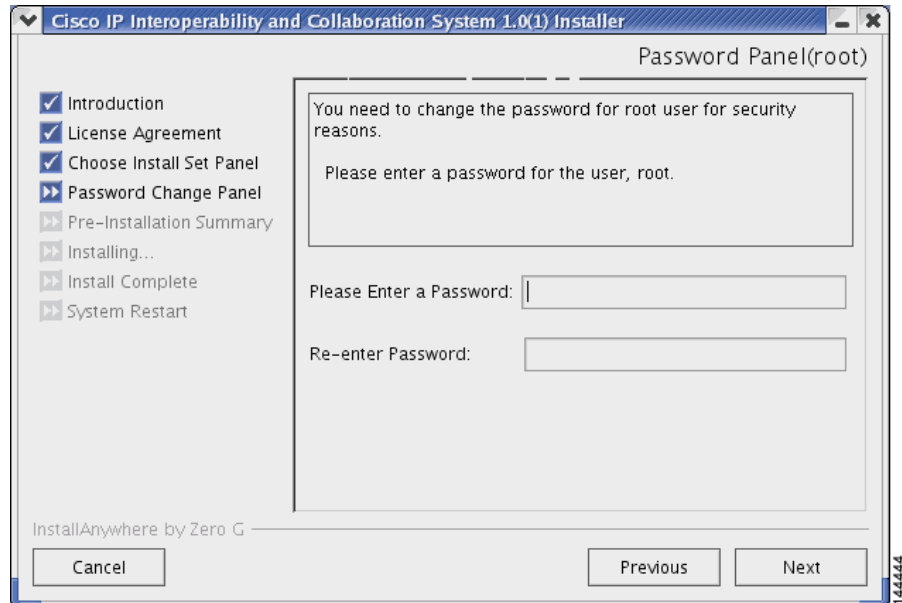 Cisco IP Interoperability and Collaboration System 1.0(1) Installer
Password Panel(root)
Introduction
License Agreement
Choose Install Set Panel
Password Change Panel
Pre-Installation Summary
Installing...
Install Complete
System Restart
You need to change the password for root user for security
reasons.
Please enter a password for the user, root.
Please Enter a Password:
Re-enter Password:
InstallAnywhere by Zero G
Cancel
Previous
Next
144444